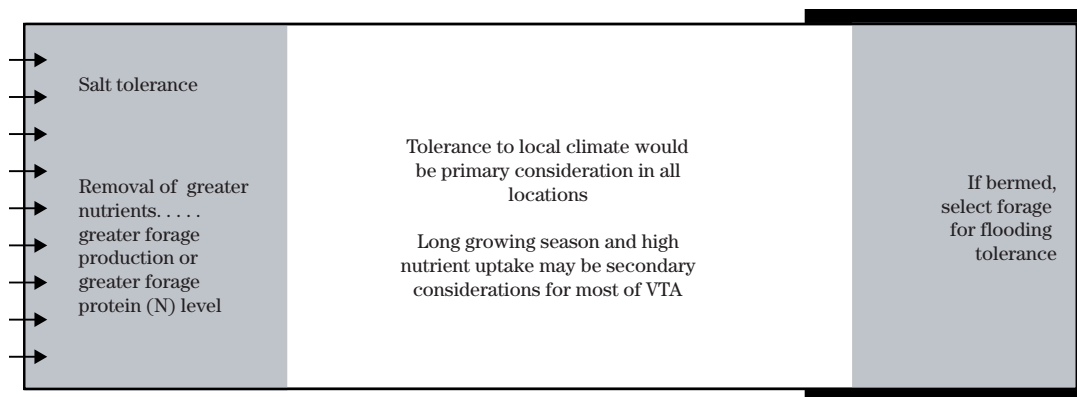 Salt tolerance
Removal of greater
nutrients. . . . .
greater forage
production or
greater forage
protein (N) level
Tolerance to local climate would
be primary consideration in all
locations
Long growing season and high
nutrient uptake may be secondary
considerations for most of VTA
If bermed,
select forage
for flooding
tolerance